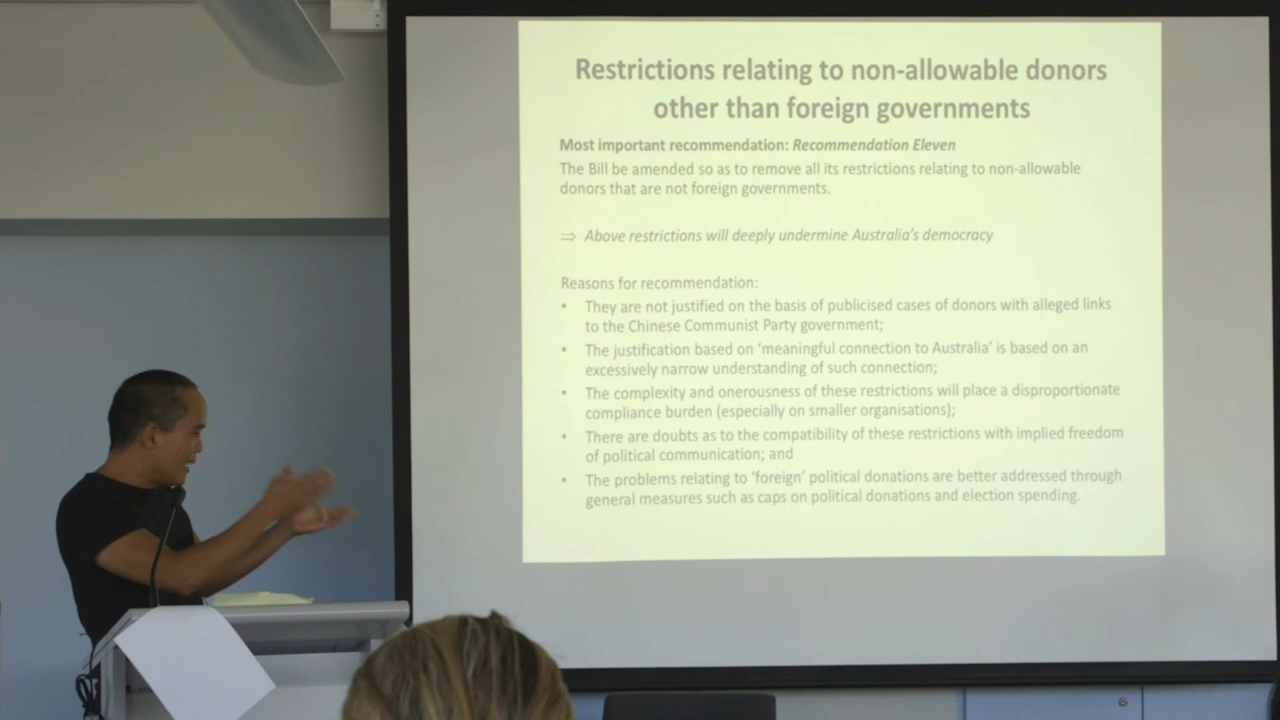 Restrictions relating to non-allowable donors
other than foreign governments
Most important recommendation: Recommendation Eleven
The Bill be amended so as to remove all its restrictions relating to non-allowable
donors that are not foreign governments.
⇒ Above restrictions will deeply undermine Australia's democracy
Reasons for recommendation:
• They are not justified on the basis of publicised cases of donors with alleged links
to the Chinese Communist Party government;
• The justification based on 'meaningful connection to Australia' is based on an
excessively narrow understanding of such connection;
• The complexity and onerousness of these restrictions will place a disproportionate
compliance burden (especially on smaller organisations);
• There are doubts as to the compatibility of these restrictions with implied freedom
of political communication; and
• The problems relating to 'foreign' political donations are better addressed through
general measures such as caps on political donations and election spending.